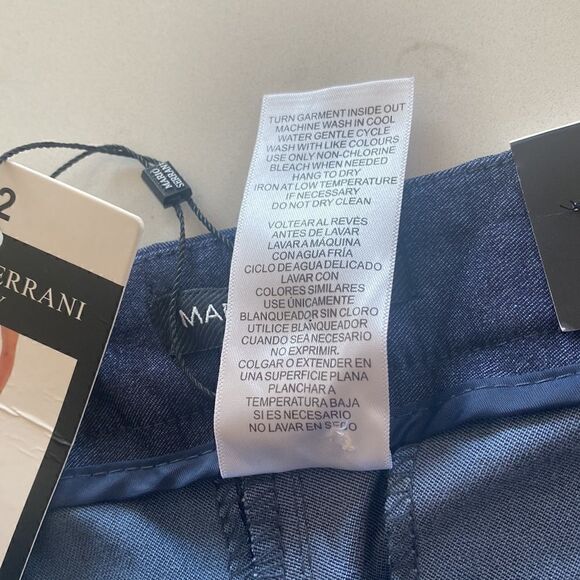 TURN GARMENT INSIDE OUT
MACHINE WASH IN COOL
WATER GENTLE CYCLE
WASH WITH LIKE COLOURS
USE ONLY NON-CHLORINE
BLEACH WHEN NEEDED
HANG TO DRY
IRON AT LOW TEMPERATURE
IF NECESSARY
DO NOT DRY CLEAN
VOLTEAR AL REVÉS
ANTES DE LAVAR
LAVAR A MÁQUINA
CON AGUA FRÍA
CICLO DE AGUA DELICADO
LAVAR CON
COLORES SIMILARES
USE ÚNICAMENTE
BLANQUEADOR SIN CLORO
UTILICE BLANQUEADOR
CUANDO SEA NECESARIO
NO EXPRIMIR.
COLGAR O EXTENDER EN
UNA SUPERFICIE PLANA
PLANCHAR A
TEMPERATURA BAJA
SI ES NECESARIO
NO LAVAR EN SECO
MARIO
SERRANI
2
ERRANI
MAR